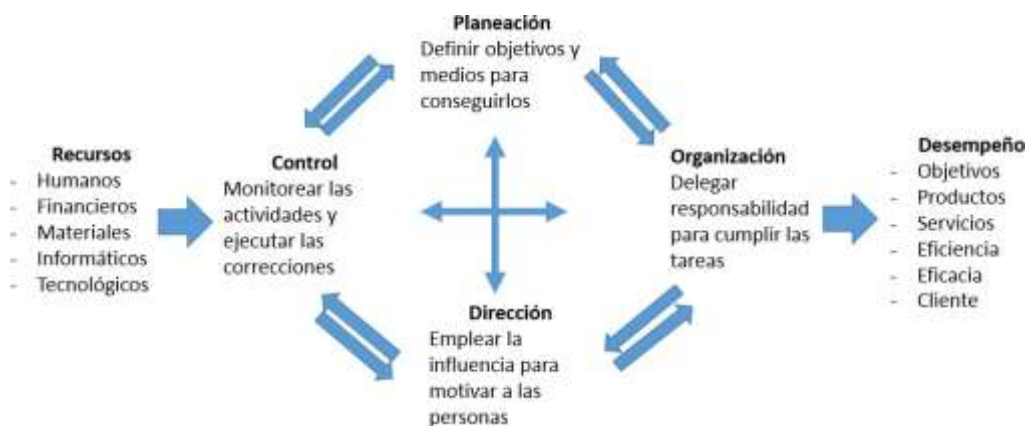 Planeación
Definir objetivos y
medios para
conseguirlos
Recursos
- Humanos
- Financieros
- Materiales
- Informáticos
- Tecnológicos
Control
Monitorear las
actividades y
ejecutar las
correcciones
Organización
Delegar
responsabilidad
para cumplir las
tareas
Desempeño
- Objetivos
- Productos
- Servicios
- Eficiencia
- Eficacia
- Cliente
Dirección
Emplear la
influencia para
motivar a las
personas